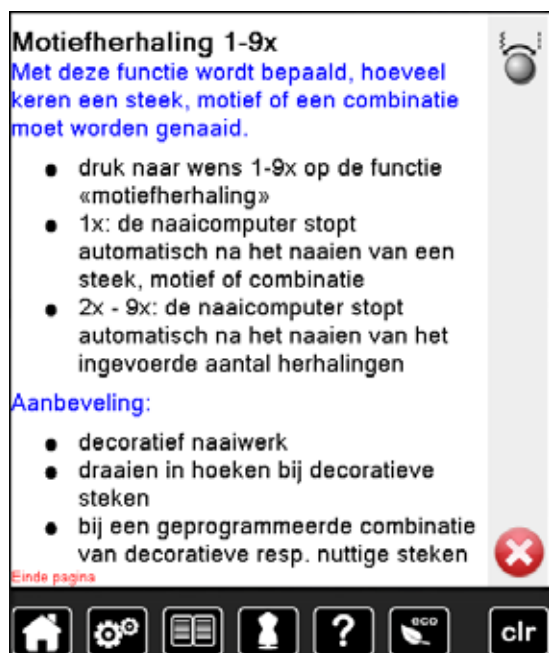 Motiefherhaling 1-9x
Met deze functie wordt bepaald, hoeveel
keren een steek, motief of een combinatie
moet worden genaaid.
● druk naar wens 1-9x op de functie
«motiefherhaling»
● 1x: de naaicomputer stopt
automatisch na het naaien van een
steek, motief of combinatie
● 2x - 9x: de naaicomputer stopt
automatisch na het naaien van het
ingevoerde aantal herhalingen
Aanbeveling:
● decoratief naaiwerk
● draaien in hoeken bij decoratieve
steken
● bij een geprogrammeerde combinatie
van decoratieve resp. nuttige steken
Einde pagina
?
eco
clr